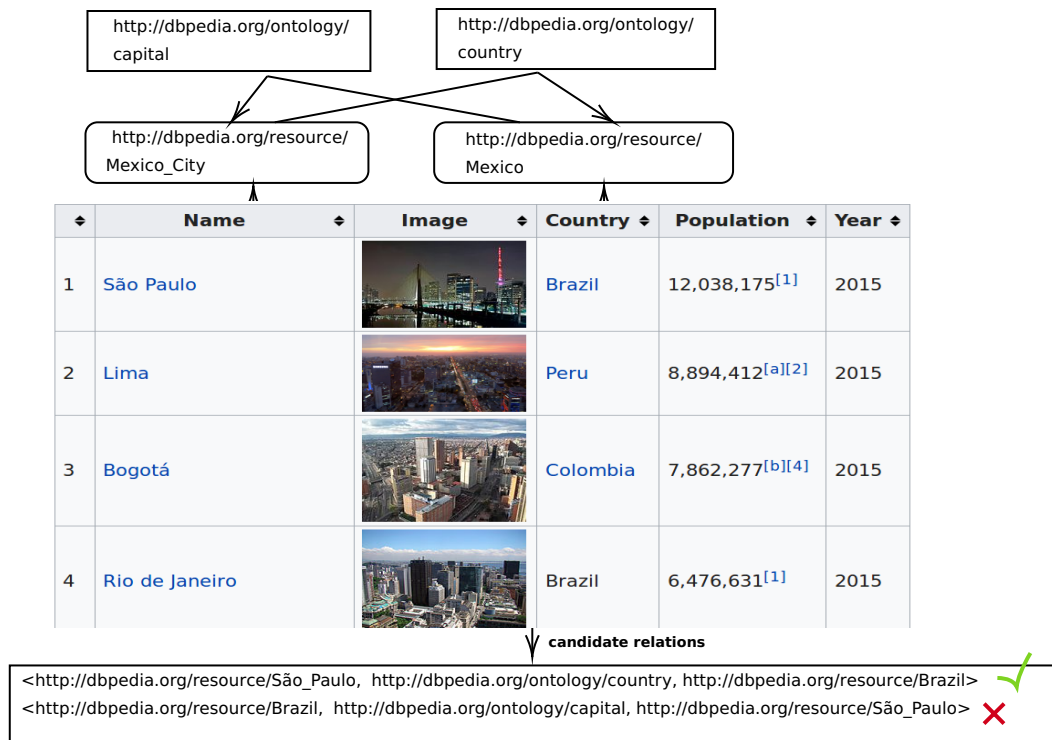 http://dbpedia.org/ontology/
capital
http://dbpedia.org/ontology/
country
http://dbpedia.org/resource/
Mexico_City
http://dbpedia.org/resource/
Mexico
Name Image Country Population Year
1 São Paulo Brazil 12,038,175[1] 2015
2 Lima Peru 8,894,412[a][2] 2015
3 Bogotá Colombia 7,862,277[b][4] 2015
4 Rio de Janeiro Brazil 6,476,631[1] 2015
candidate relations
<http://dbpedia.org/resource/São_Paulo, http://dbpedia.org/ontology/country, http://dbpedia.org/resource/Brazil>
<http://dbpedia.org/resource/Brazil, http://dbpedia.org/ontology/capital, http://dbpedia.org/resource/São_Paulo>